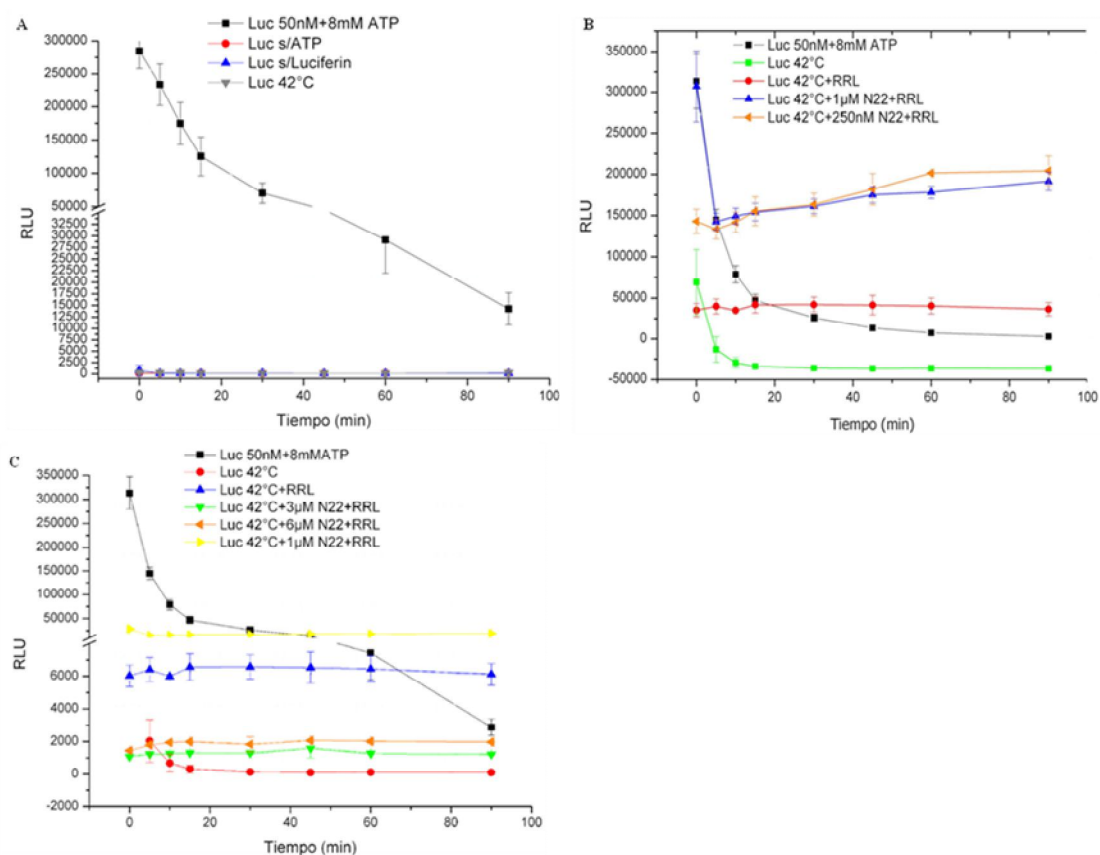 A
Luc 50nM+8mM ATP
Luc s/ATP
Luc s/Luciferin
Luc 42°C
300000
250000
200000
150000
100000
50000
32500
30000
27500
25000
22500
20000
17500
15000
12500
10000
7500
5000
2500
0
RLU
0
20
40
60
80
100
Tiempo (min)
B
Luc 50nM+8mM ATP
Luc 42°C
Luc 42°C+RRL
Luc 42°C+1µM N22+RRL
Luc 42°C+250nM N22+RRL
350000
300000
250000
200000
150000
100000
50000
0
-50000
RLU
0
20
40
60
80
100
Tiempo (min)
C
Luc 50nM+8mMATP
Luc 42°C
Luc 42°C+RRL
Luc 42°C+3µM N22+RRL
Luc 42°C+6µM N22+RRL
Luc 42°C+1µM N22+RRL
350000
300000
250000
200000
150000
100000
50000
6000
4000
2000
0
-2000
RLU
0
20
40
60
80
100
Tiempo (min)